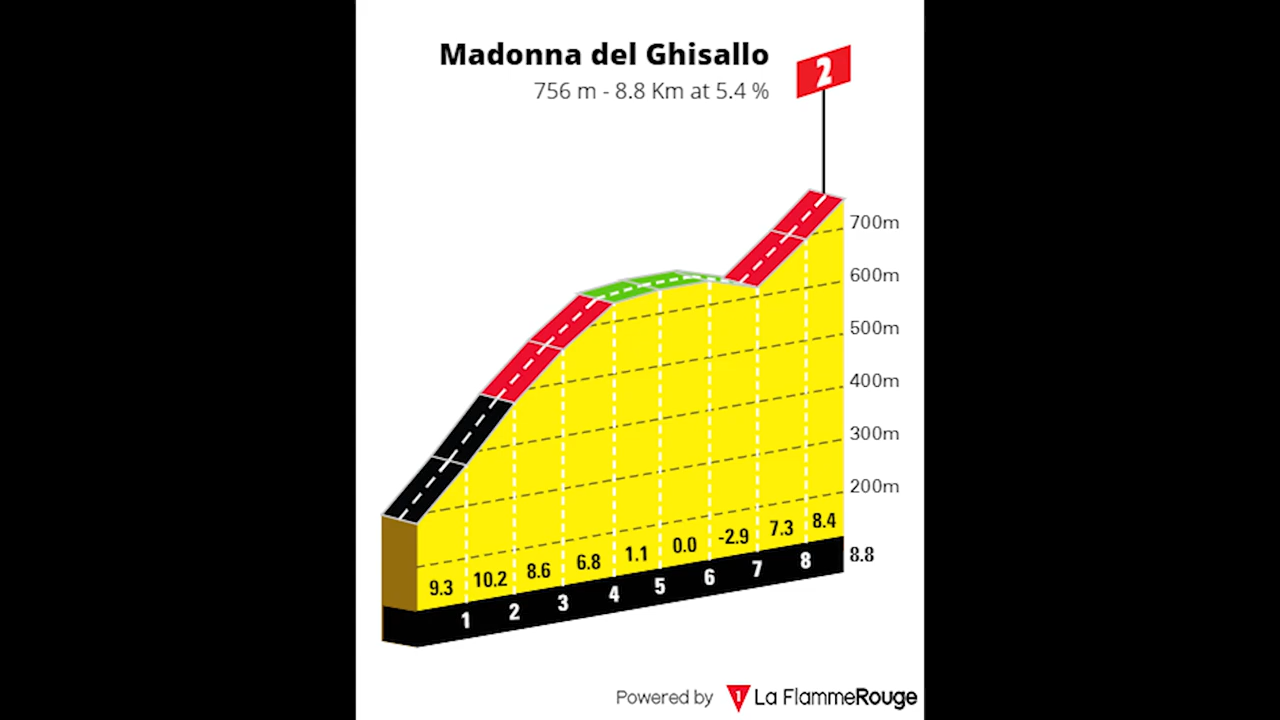 Madonna del Ghisallo
756 m - 8.8 Km at 5.4 %
2
700m
600m
500m
400m
300m
200m
9.3 10.2 8.6 6.8 1.1 0.0 -2.9 7.3 8.4
1 2 3 4 5 6 7 8 8.8
Powered by 1 La FlammeRouge